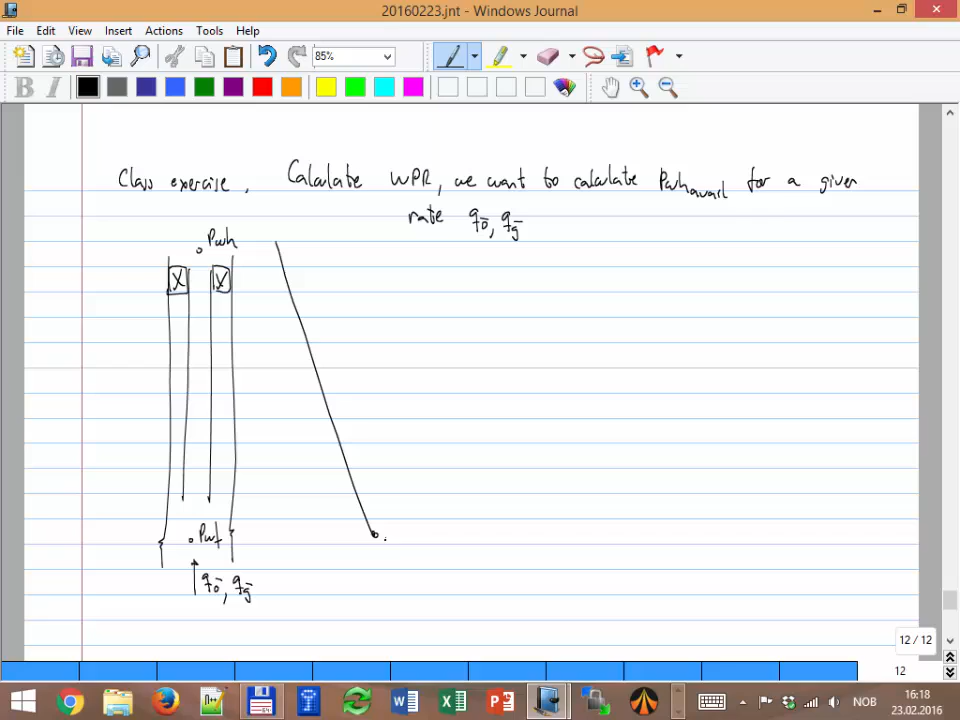 20160223.jnt - Windows Journal
File Edit View Insert Actions Tools Help
85%
B I
Class exercise. Calculate WPR, we want to calculate Pwh avail for a given
rate qō, qḡ
Pwh
X X
Pwf
qō, qḡ
12 / 12
12
NOB
16:18
23.02.2016